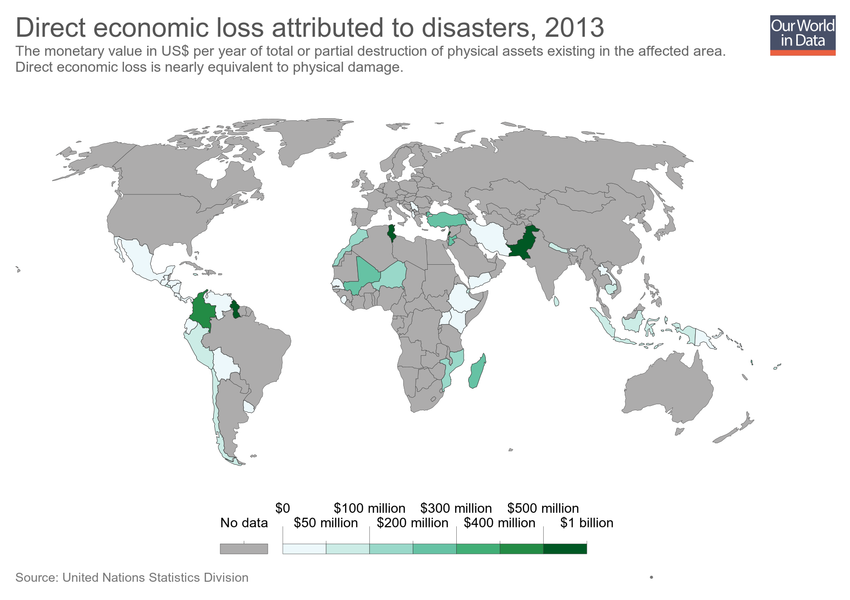 Direct economic loss attributed to disasters, 2013
Our World
in Data
The monetary value in US$ per year of total or partial destruction of physical assets existing in the affected area.
Direct economic loss is nearly equivalent to physical damage.
$0 $100 million $300 million $500 million
No data $50 million $200 million $400 million $1 billion
Source: United Nations Statistics Division